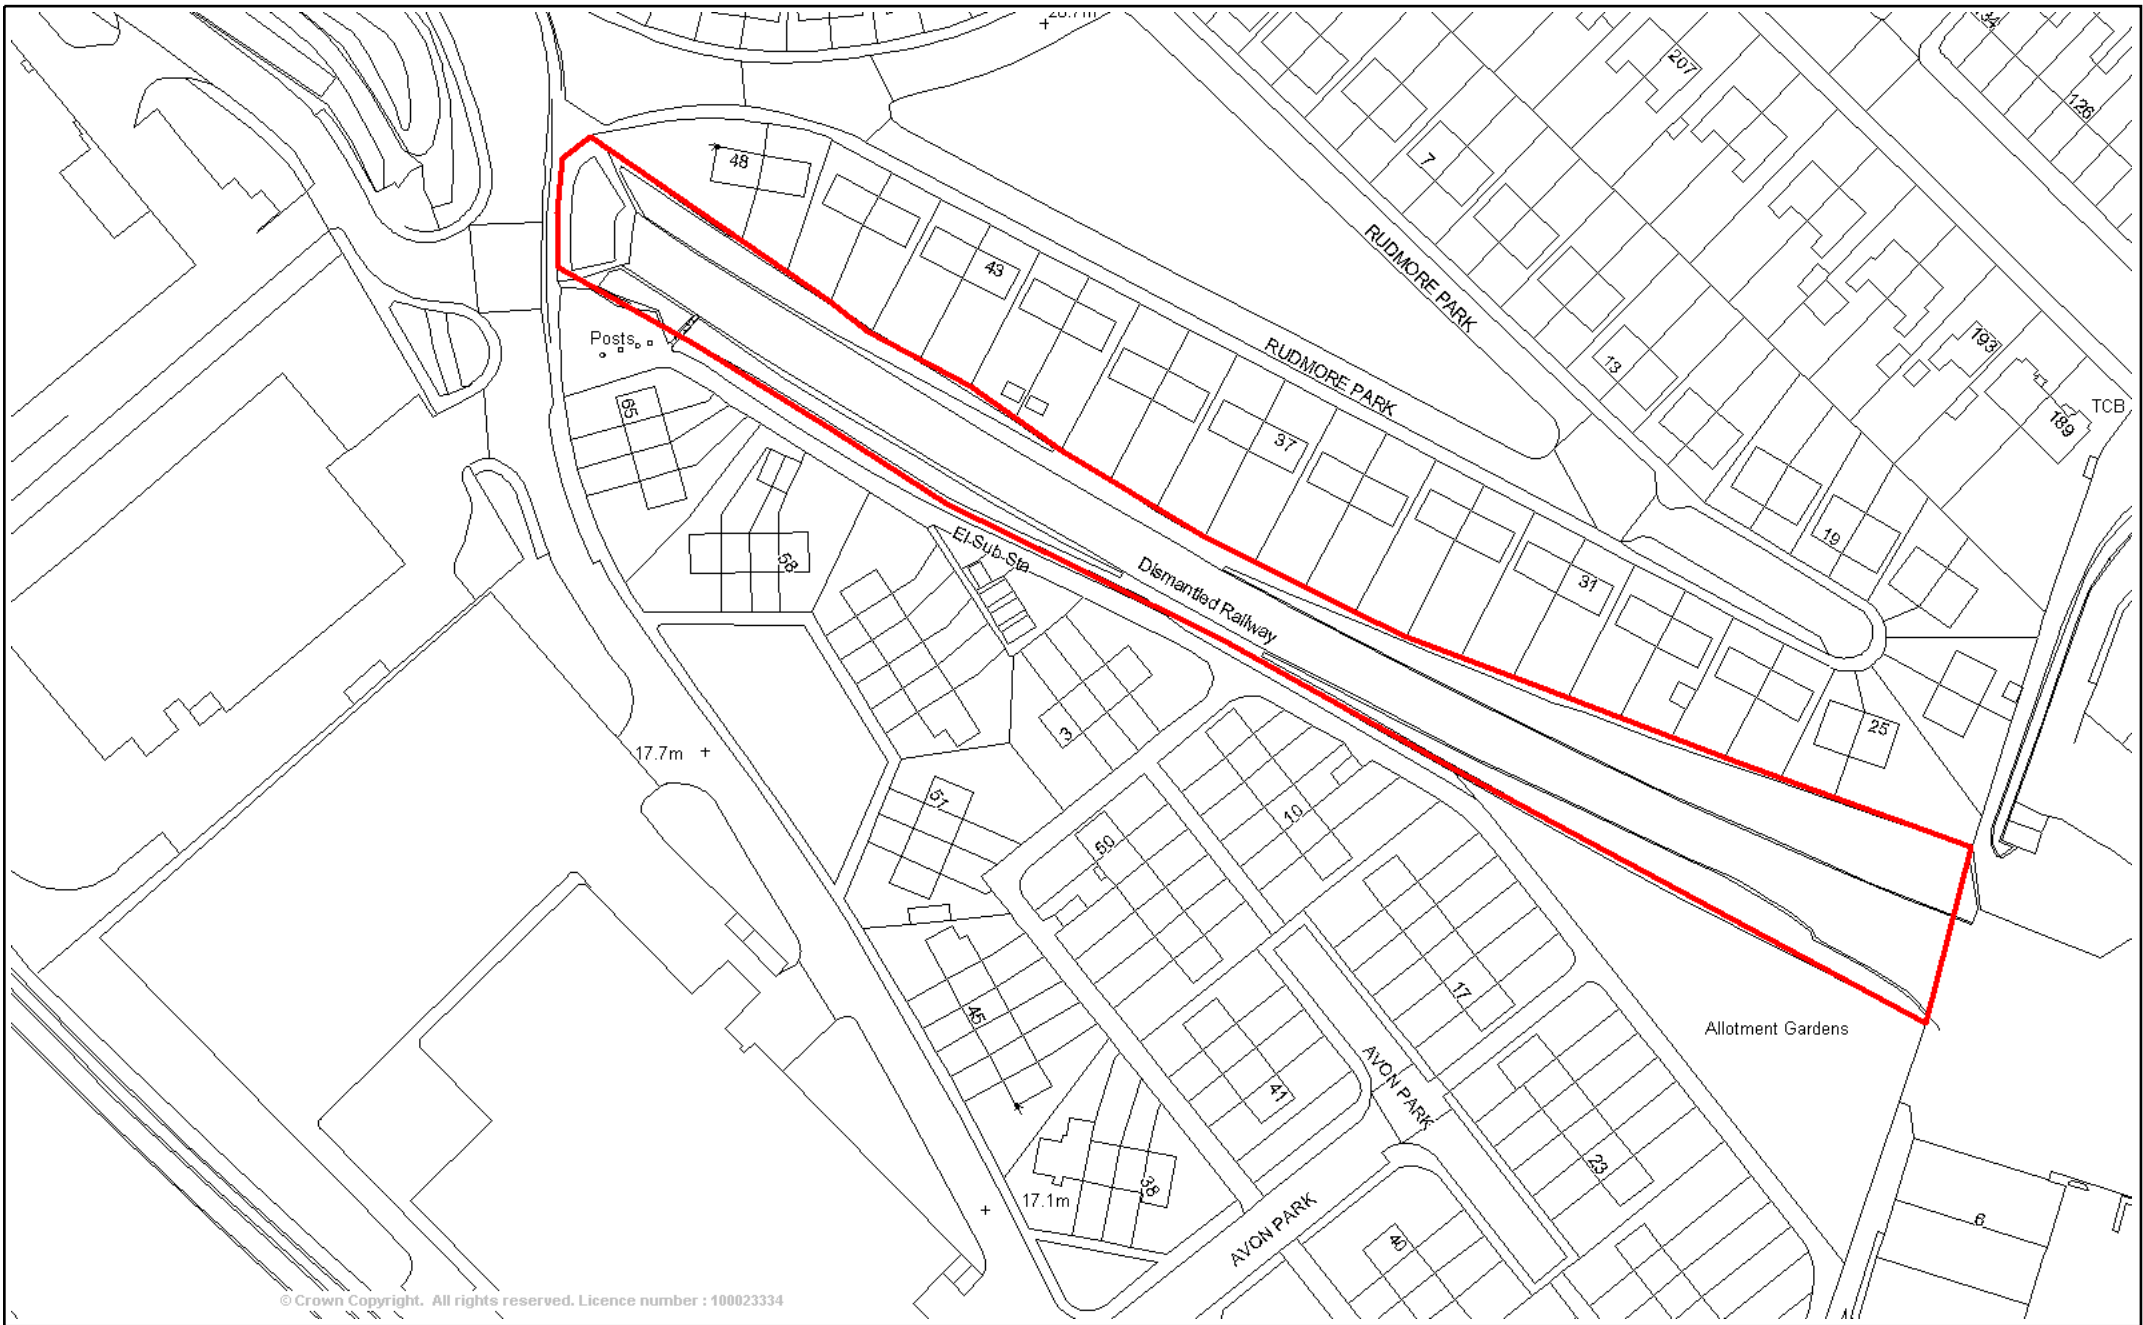 207
126
48
7
43
RUDMORE PARK
RUDMORE PARK
193
TCB
189
Posts
13
65
37
El Sub Sta
58
Dismantled Railway
31
19
3
17.7m
25
51
50
10
17
45
Allotment Gardens
41
AVON PARK
23
38
17.1m
6
AVON PARK
40
© Crown Copyright. All rights reserved. Licence number : 100023334